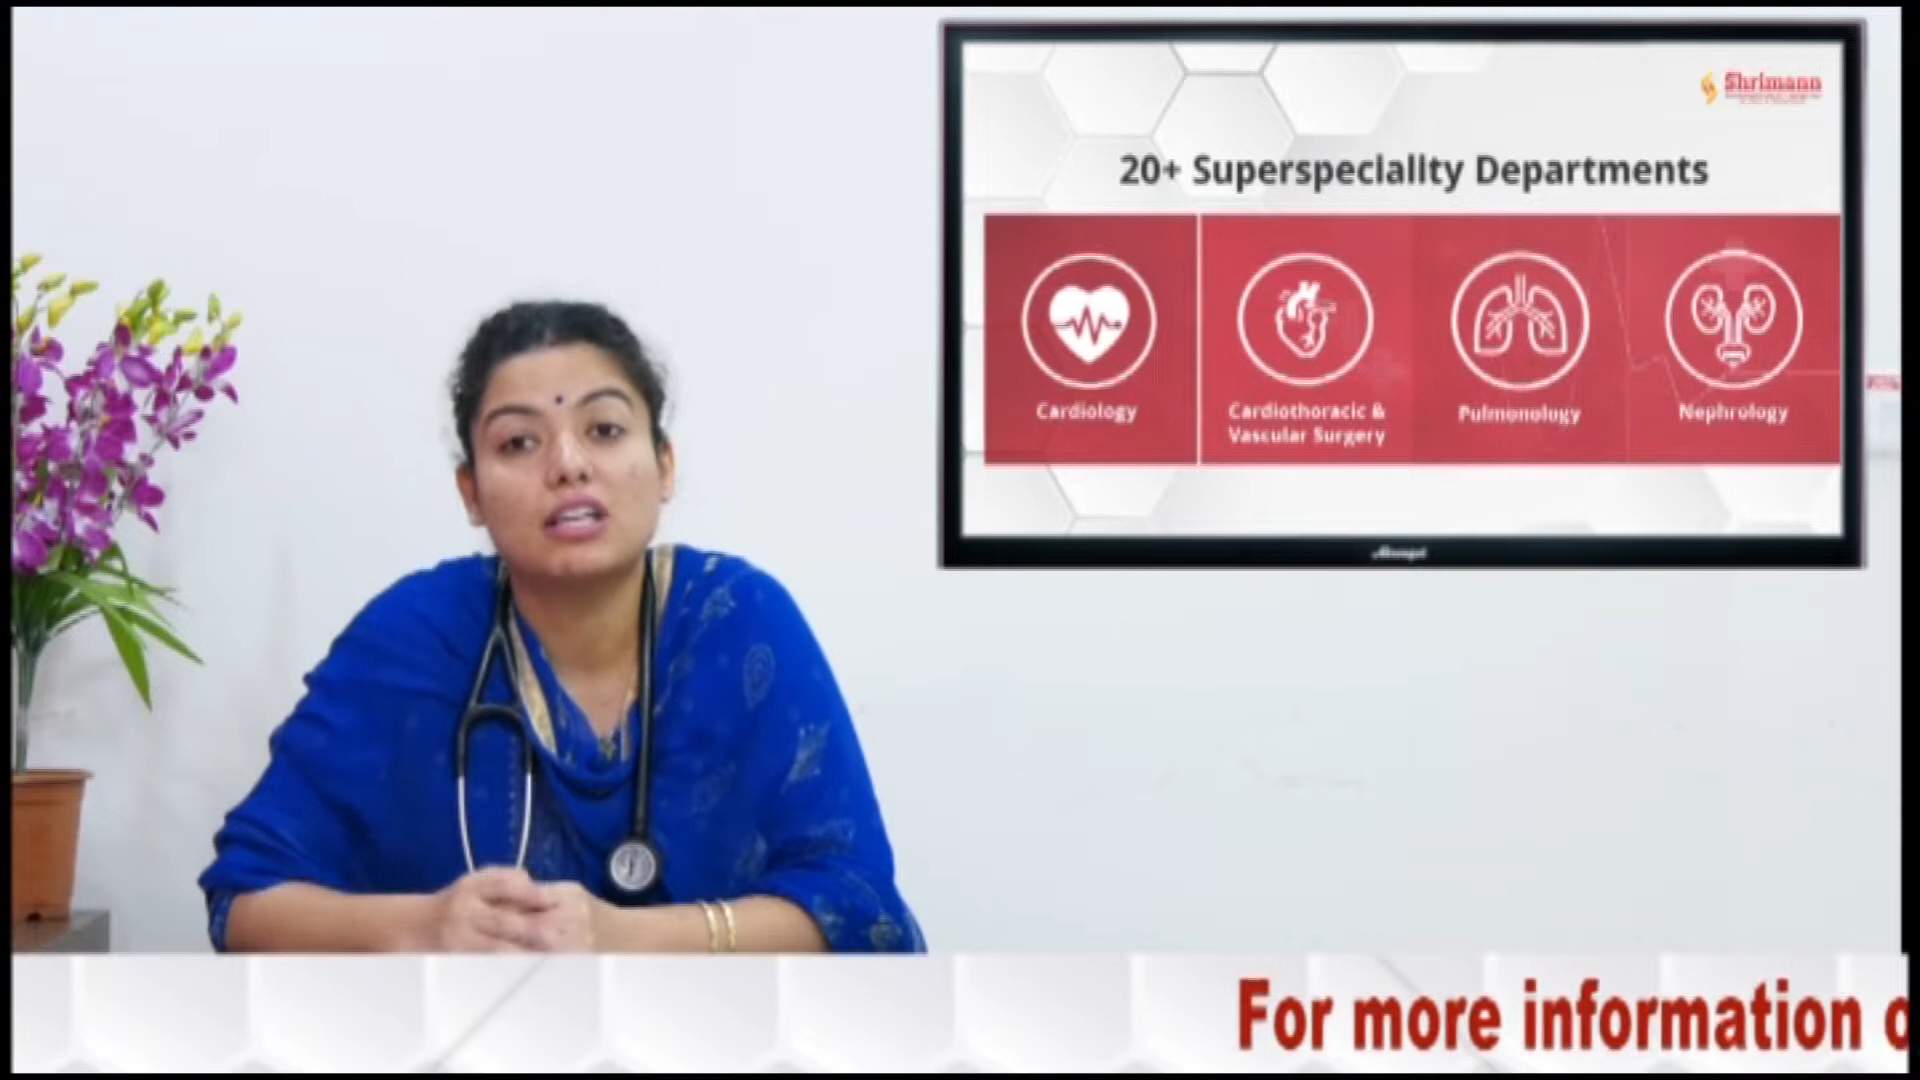 Shrimann
20+ Superspeciality Departments
Cardiology
Cardiothoracic &
Vascular Surgery
Pulmonology
Nephrology
For more information